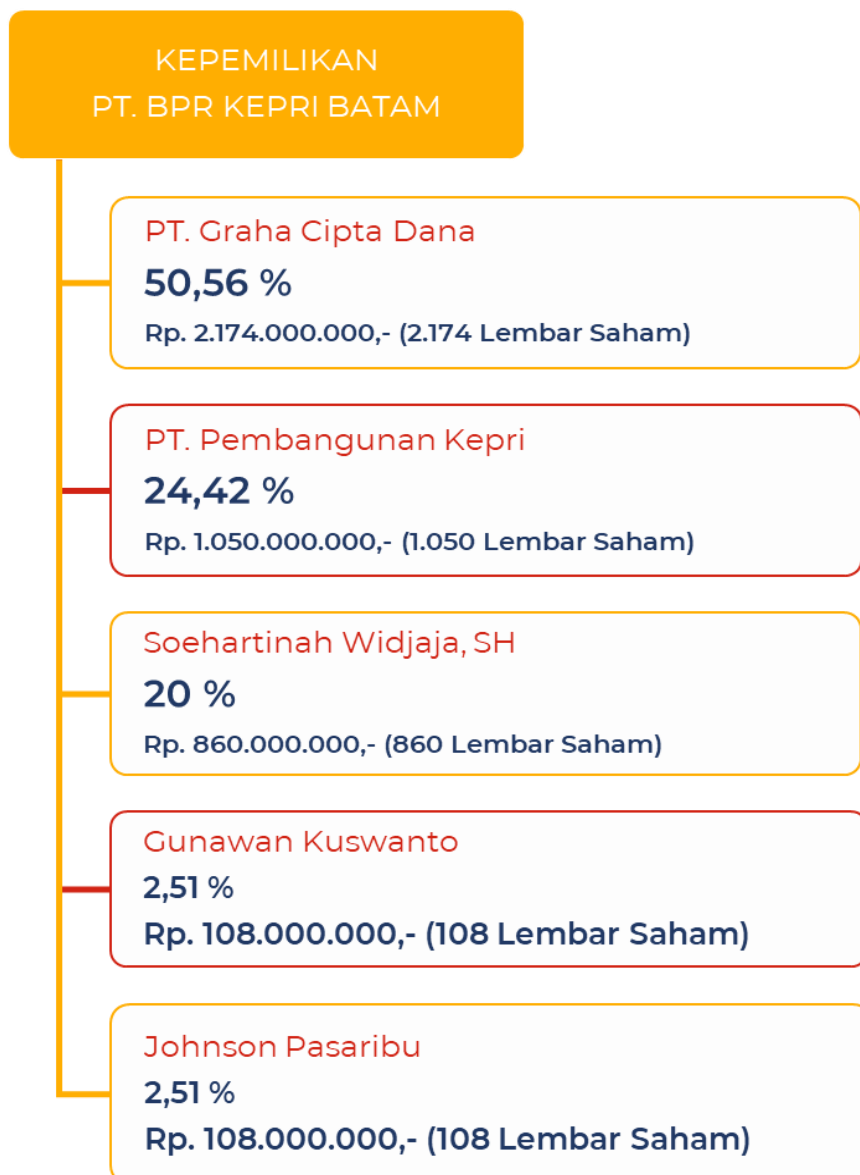 KEPEMILIKAN
PT. BPR KEPRI BATAM
PT. Graha Cipta Dana
50,56 %
Rp. 2.174.000.000,- (2.174 Lembar Saham)
PT. Pembangunan Kepri
24,42 %
Rp. 1.050.000.000,- (1.050 Lembar Saham)
Soehartinah Widjaja, SH
20 %
Rp. 860.000.000,- (860 Lembar Saham)
Gunawan Kuswanto
2,51 %
Rp. 108.000.000,- (108 Lembar Saham)
Johnson Pasaribu
2,51 %
Rp. 108.000.000,- (108 Lembar Saham)